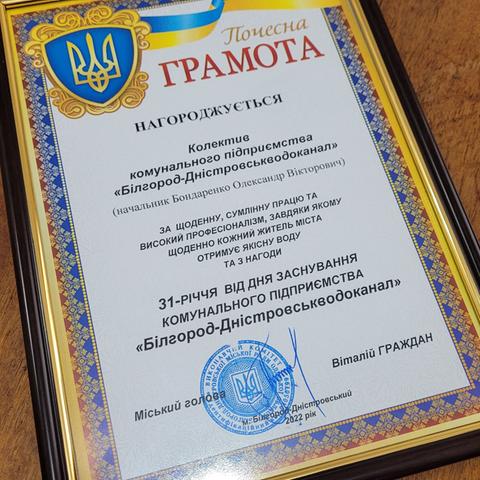 Почесна
ГРАМОТА
НАГОРОДЖУЄТЬСЯ
Колектив
комунального підприємства
«Білгород-Дністровськводоканал»
(начальник Бондаренко Олександр Вікторович)
ЗА ЩОДЕННУ, СУМЛІННУ ПРАЦЮ ТА
ВИСОКИЙ ПРОФЕСІОНАЛІЗМ, ЗАВДЯКИ ЯКОМУ
ЩОДЕННО КОЖНИЙ ЖИТЕЛЬ МІСТА
ОТРИМУЄ ЯКІСНУ ВОДУ
ТА З НАГОДИ
31-РІЧЧЯ ВІД ДНЯ ЗАСНУВАННЯ
КОМУНАЛЬНОГО ПІДПРИЄМСТВА
«Білгород-Дністровськводоканал»
Міський голова
Віталій ГРАЖДАН
ВИКОНАВЧИЙ КОМІТЕТ
м. Білгород-Дністровський
2022 рік